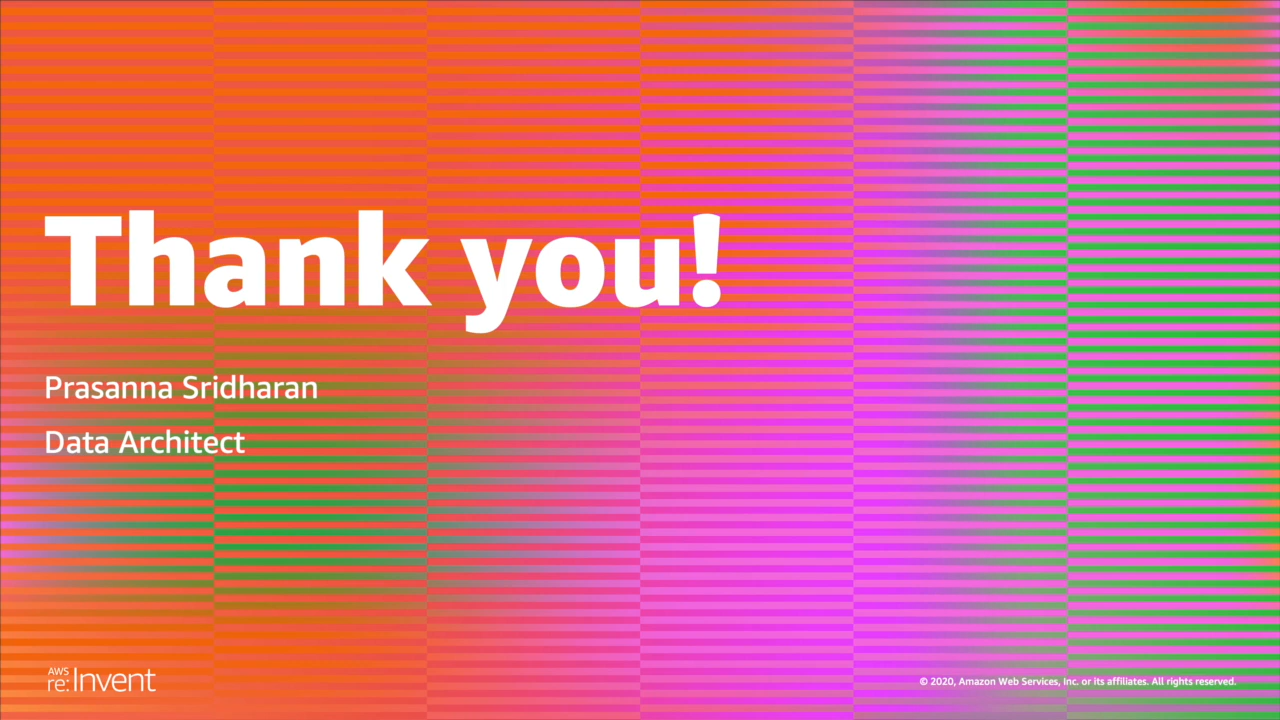 Thank you!
Prasanna Sridharan
Data Architect
AWS
re:Invent
© 2020, Amazon Web Services, Inc. or its affiliates. All rights reserved.